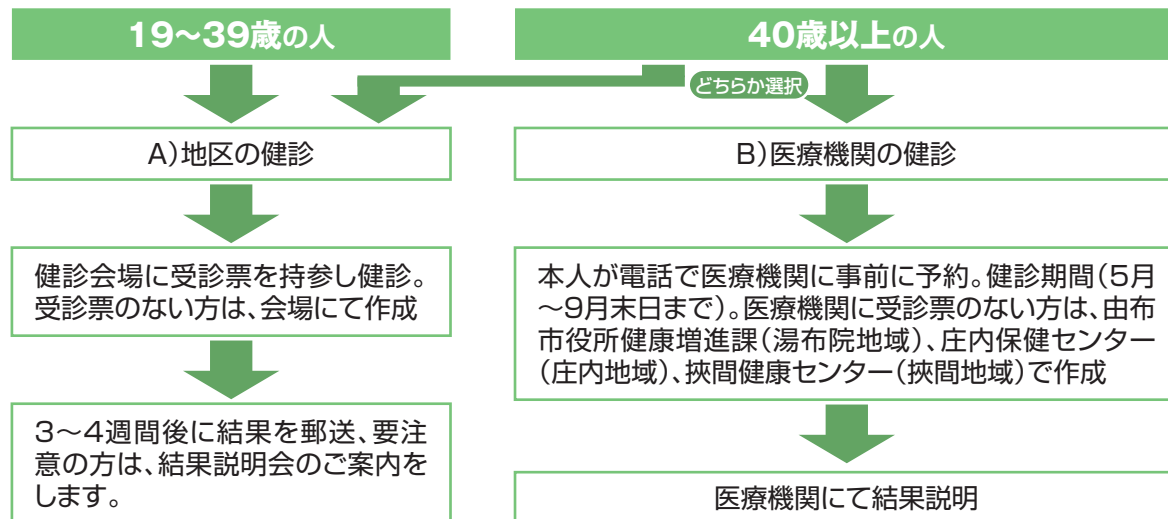 19〜39歳の人
40歳以上の人
どちらか選択
A)地区の健診
B)医療機関の健診
健診会場に受診票を持参し健診。
受診票のない方は、会場にて作成
本人が電話で医療機関に事前に予約。健診期間(5月
〜9月末日まで)。医療機関に受診票のない方は、由布
市役所健康増進課(湯布院地域)、庄内保健センター
(庄内地域)、挾間健康センター(挾間地域)で作成
3〜4週間後に結果を郵送、要注
意の方は、結果説明会のご案内を
します。
医療機関にて結果説明